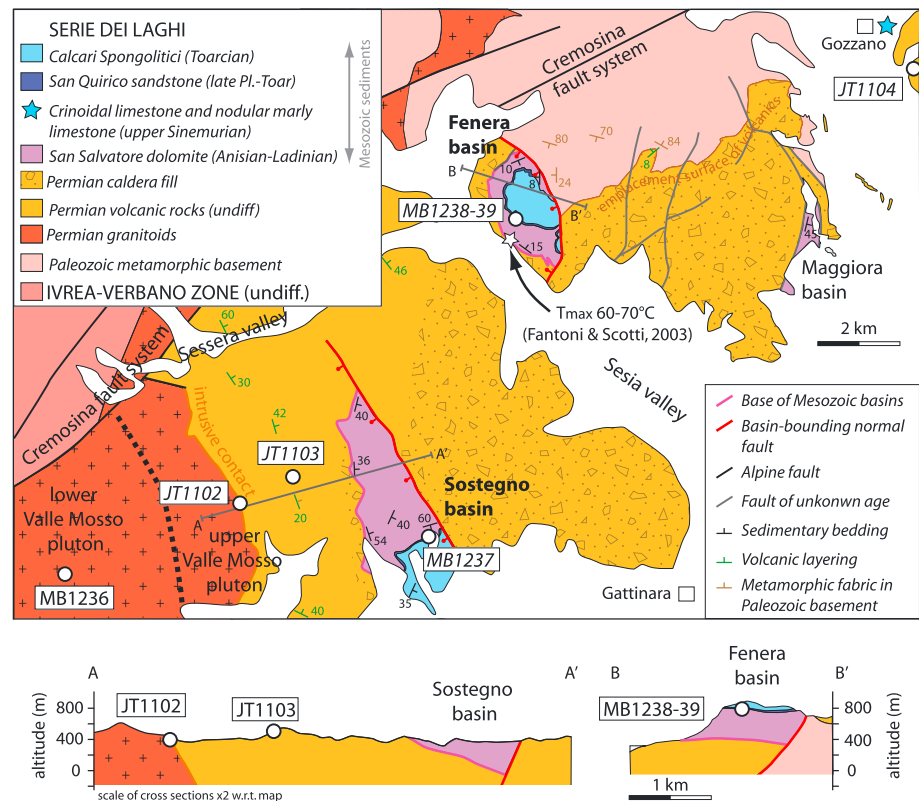 SERIE DEI LAGHI
Calcari Spongolitici (Toarcian)
San Quirico sandstone (late Pl.-Toar)
Crinoidal limestone and nodular marly
limestone (upper Sinemurian)
San Salvatore dolomite (Anisian-Ladinian)
Permian caldera fill
Permian volcanic rocks (undiff)
Permian granitoids
Paleozoic metamorphic basement
IVREA-VERBANO ZONE (undiff.)
Mesozoic sediments
Cremosina
fault system
Gozzano
JT1104
Fenera
basin
80
70
84
8
24
10
8
B
B'
15
MB1238-39
emplacement surface of volcanics
45
Maggiora
basin
Tmax 60-70°C
(Fantoni & Scotti, 2003)
2 km
Sesia valley
46
60
Sessera valley
Cremosina fault system
30
42
intrusive contact
40
36
A'
JT1103
JT1102
A
20
Sostegno
basin
lower
Valle Mosso
pluton
upper
Valle Mosso
pluton
54
40
60
MB1237
MB1236
35
40
Gattinara
Base of Mesozoic basins
Basin-bounding normal
fault
Alpine fault
Fault of unkonwn age
Sedimentary bedding
Volcanic layering
Metamorphic fabric in
Paleozoic basement
A
A'
JT1102
JT1103
Sostegno
basin
altitude (m)
800
400
0
scale of cross sections x2 w.r.t. map
B
B'
Fenera
basin
MB1238-39
altitude (m)
800
400
0
800
400
0
1 km